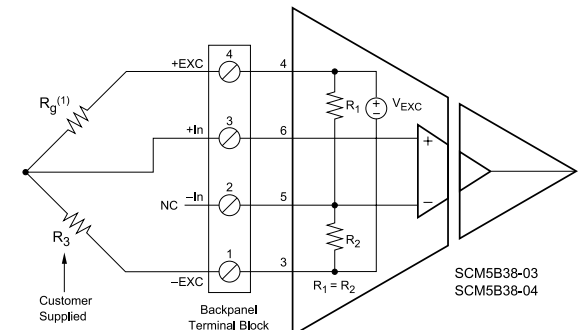 +EXC
4
4
Rg(1)
R1
VEXC
+In
3
6
+
NC
–In
2
5
–
R3
R2
1
3
–EXC
R1 = R2
Customer
Supplied
Backpanel
Terminal Block
SCM5B38-03
SCM5B38-04